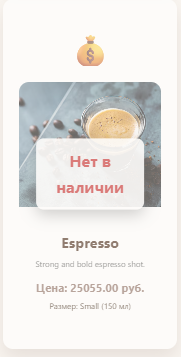 Нет в
наличии
Espresso
Strong and bold espresso shot.
Цена: 25055.00 руб.
Размер: Small (150 мл)